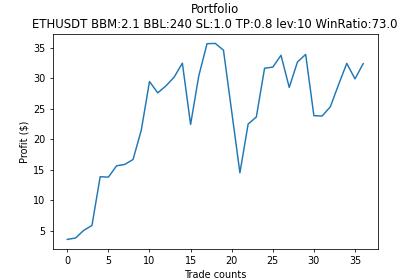 Portfolio
ETHUSDT BBM:2.1 BBL:240 SL:1.0 TP:0.8 lev:10 WinRatio:73.0
35
30
25
20
15
10
5
Profit ($)
0 5 10 15 20 25 30 35
Trade counts